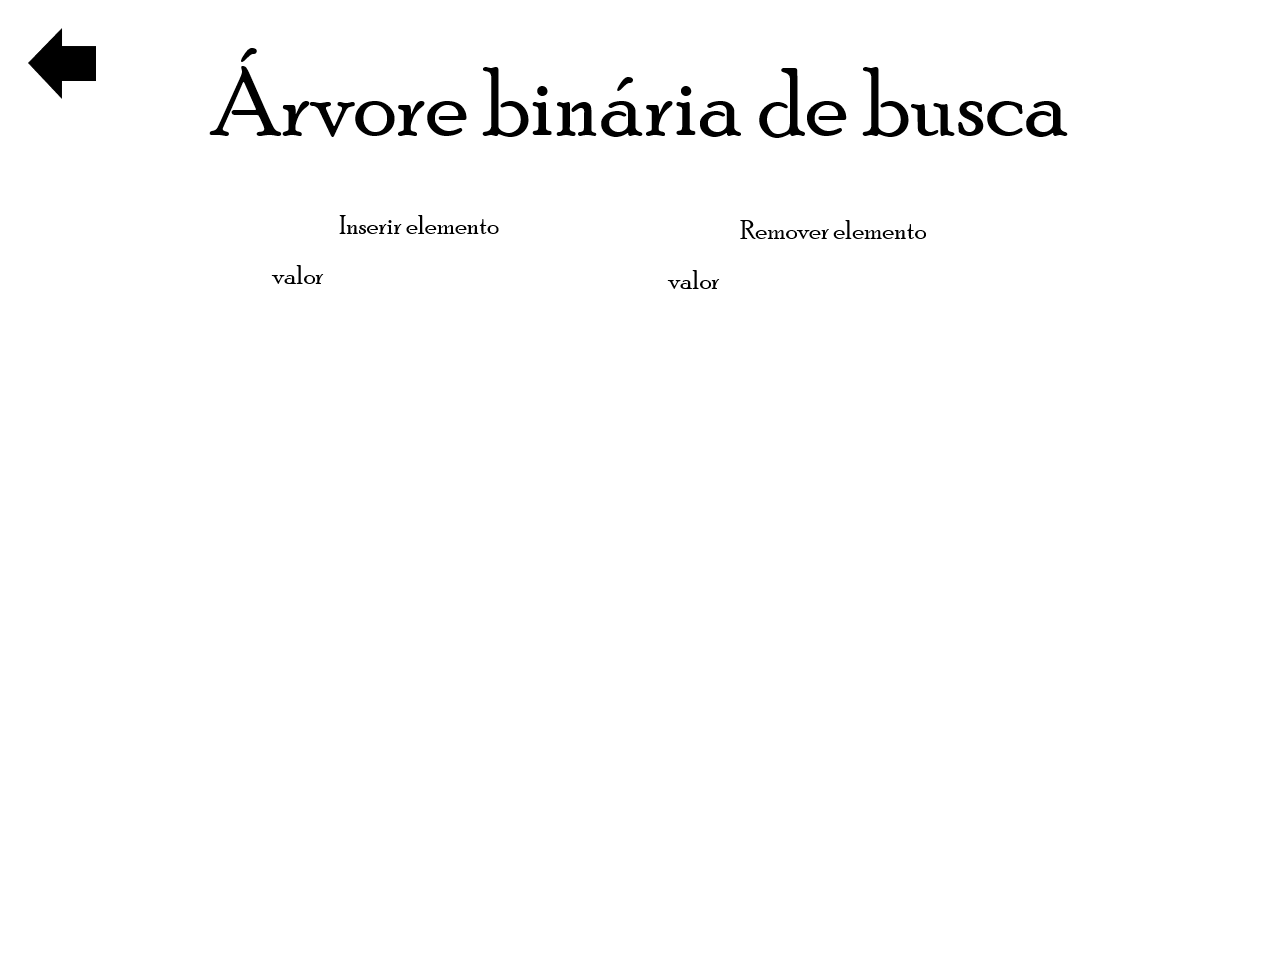 Árvore binária de busca
Inserir elemento
valor
Remover elemento
valor